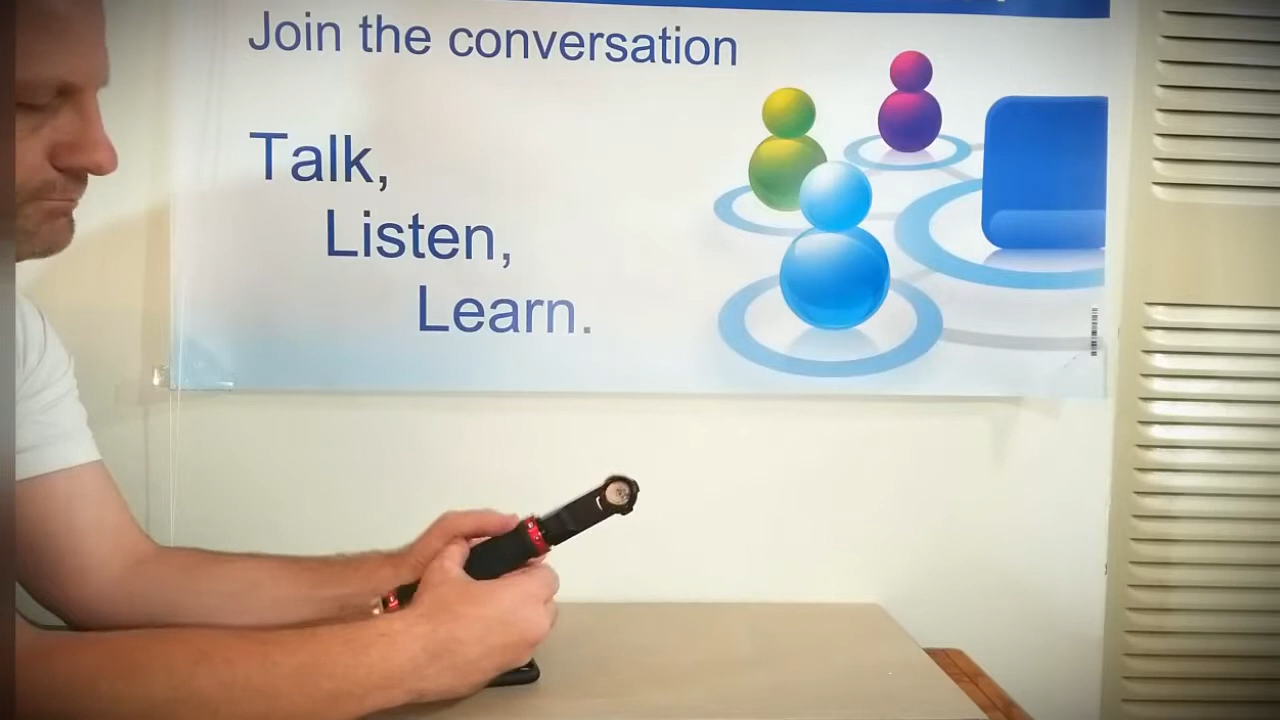 Join the conversation
Talk,
Listen,
Learn.